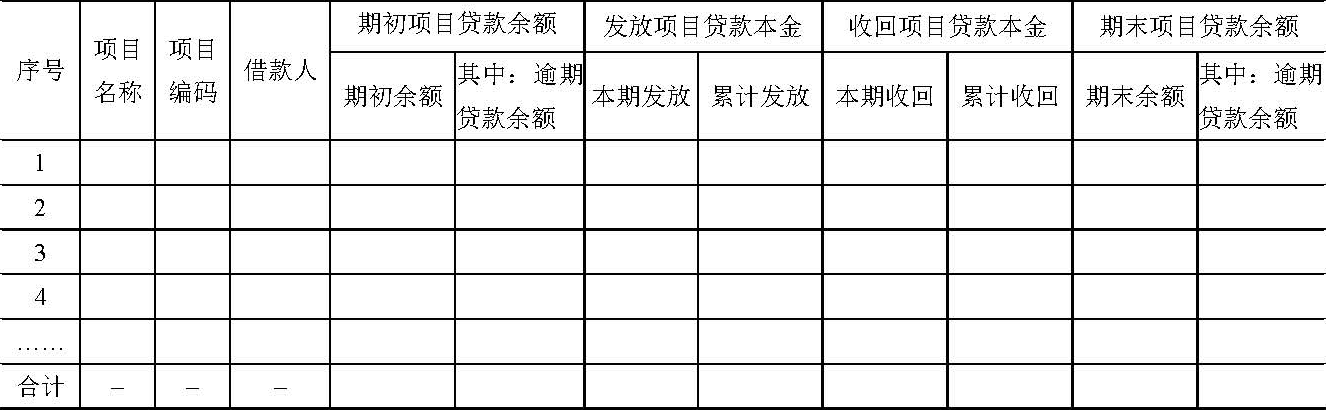 序号
项目
名称
项目
编码
借款人
期初项目贷款余额
发放项目贷款本金
收回项目贷款本金
期末项目贷款余额
期初余额
其中：逾期
贷款余额
本期发放
累计发放
本期收回
累计收回
期末余额
其中：逾期
贷款余额
1
2
3
4
……
合计 – – –